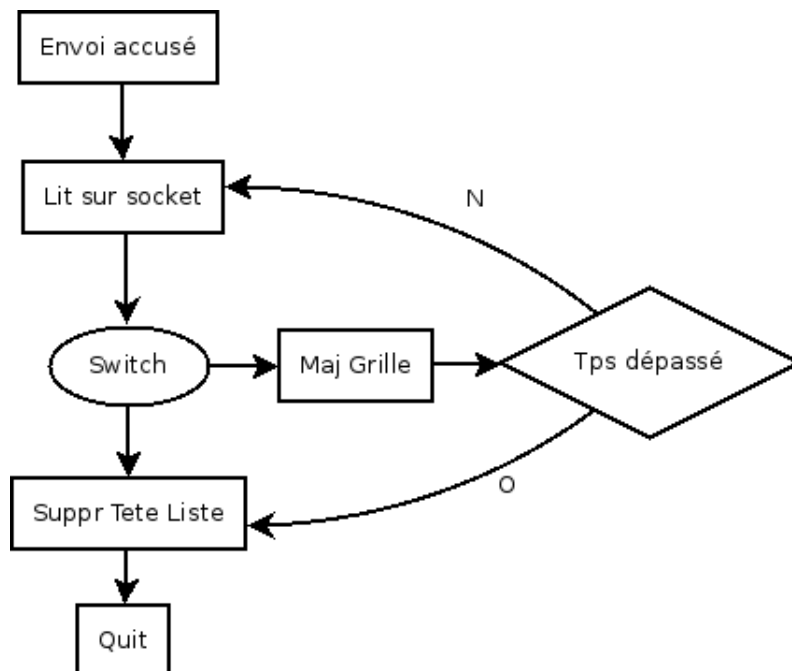 Envoi accusé
Lit sur socket
N
Switch
Maj Grille
Tps dépassé
O
Suppr Tete Liste
Quit